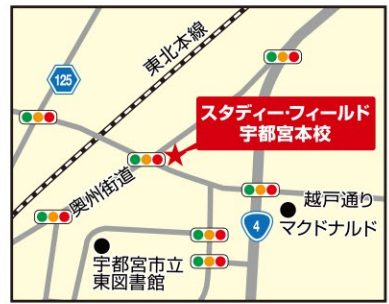 東北本線
125
スタディー・フィールド
宇都宮本校
奥州街道
越戸通り
4
マクドナルド
宇都宮市立
東図書館